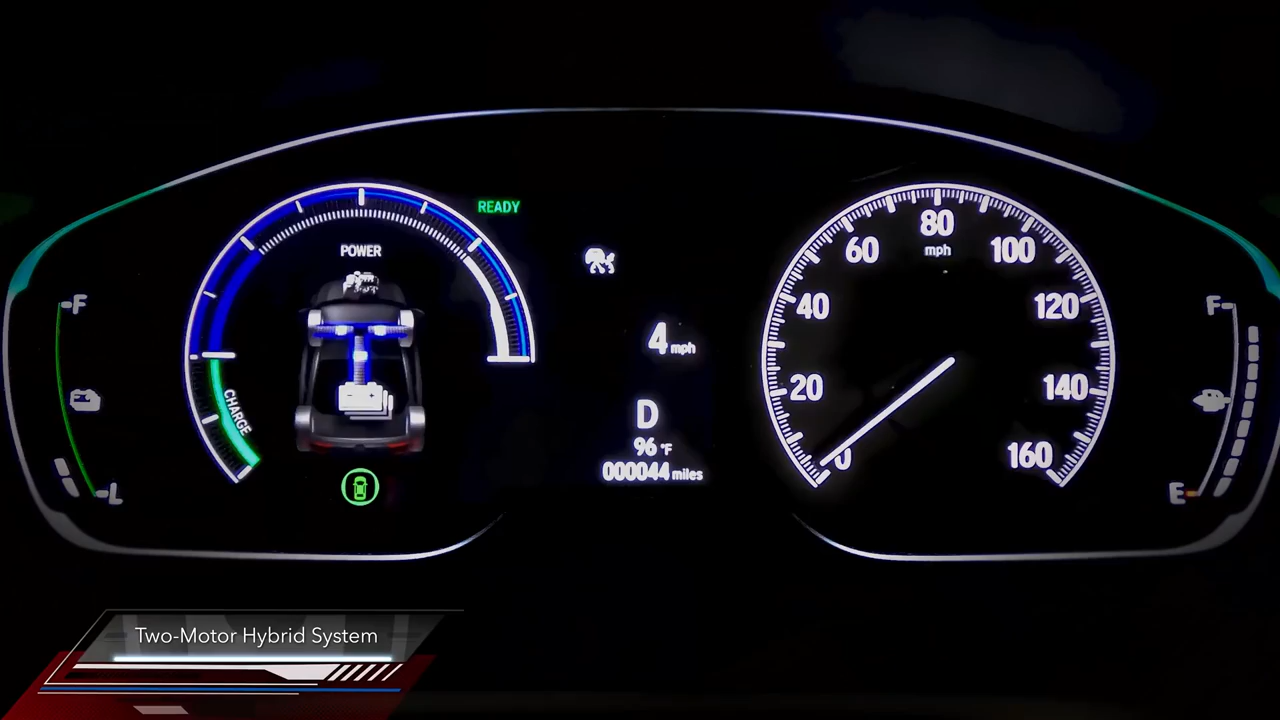 READY
POWER
CHARGE
F
L
4 mph
D
96 °F
000044 miles
0
20
40
60
80
mph
100
120
140
160
F
E
Two-Motor Hybrid System